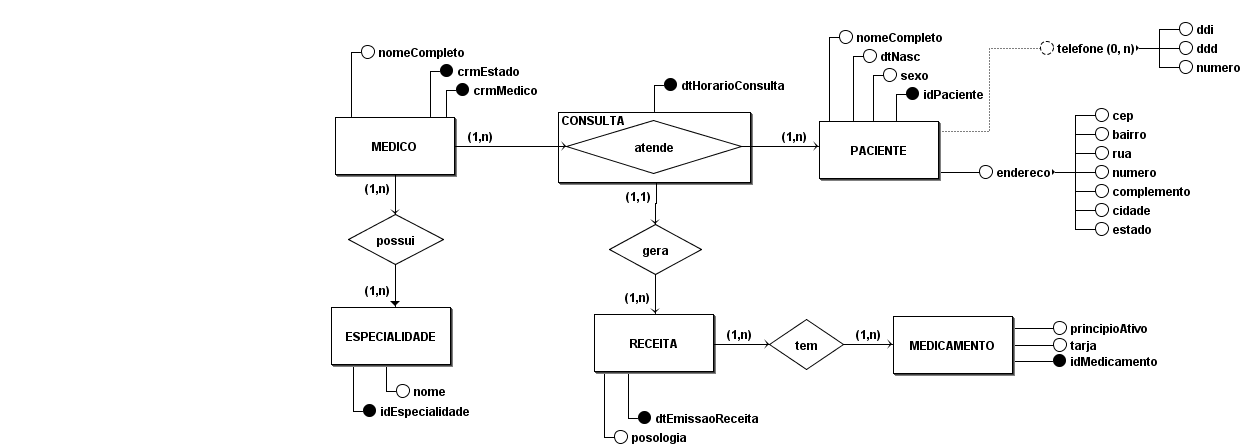 nomeCompleto
crmEstado
crmMedico
MEDICO
(1,n)
dtHorarioConsulta
CONSULTA
atende
(1,n)
nomeCompleto
dtNasc
sexo
idPaciente
PACIENTE
telefone (0, n)
ddi
ddd
numero
endereco
cep
bairro
rua
numero
complemento
cidade
estado
(1,n)
possui
(1,n)
ESPECIALIDADE
nome
idEspecialidade
(1,1)
gera
(1,n)
RECEITA
(1,n)
tem
(1,n)
MEDICAMENTO
principioAtivo
tarja
idMedicamento
dtEmissaoReceita
posologia